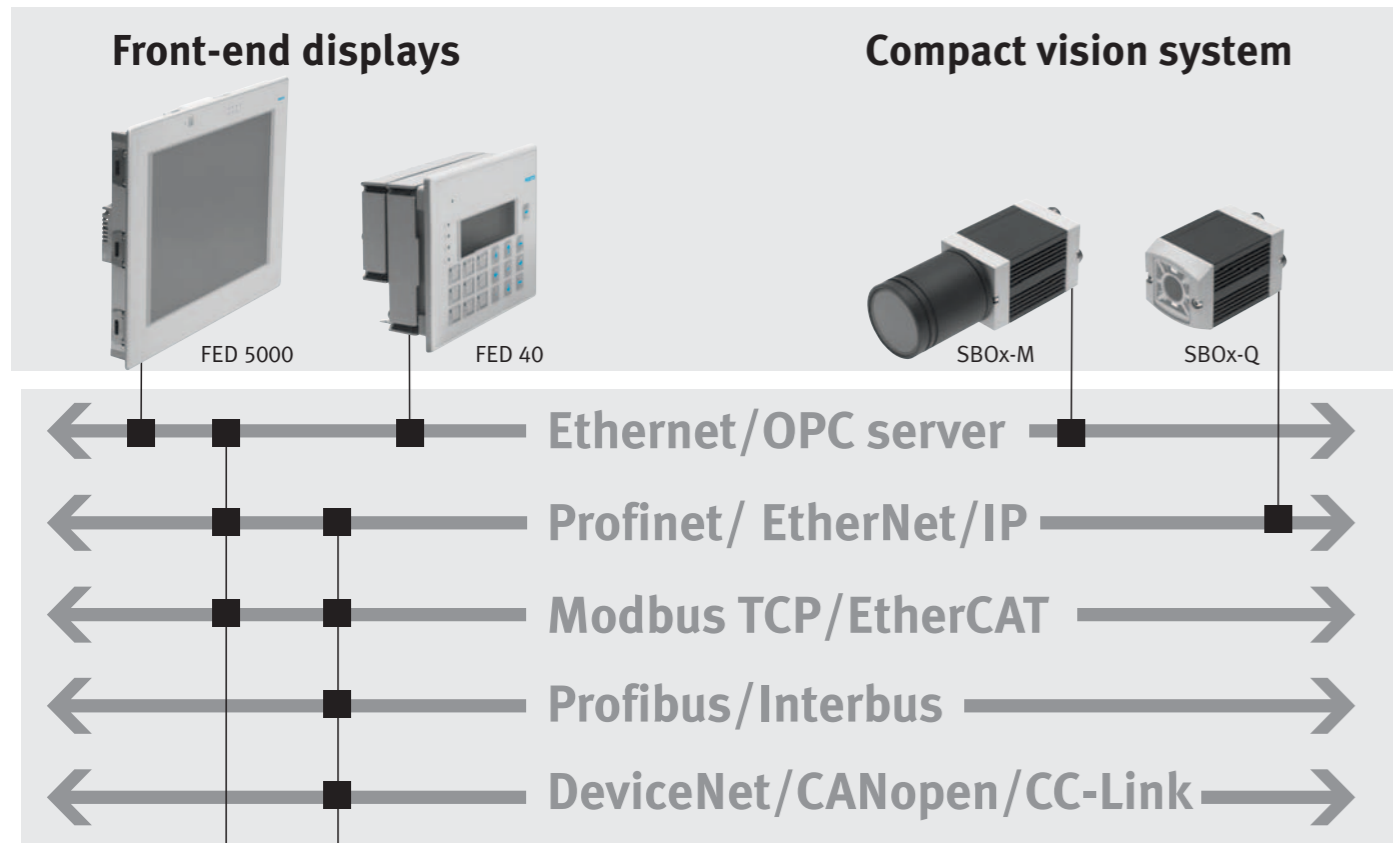 Front-end displays
Compact vision system
FED 5000
FED 40
SBOx-M
SBOx-Q
Ethernet/OPC server
Profinet/ EtherNet/IP
Modbus TCP/EtherCAT
Profibus/Interbus
DeviceNet/CANopen/CC-Link